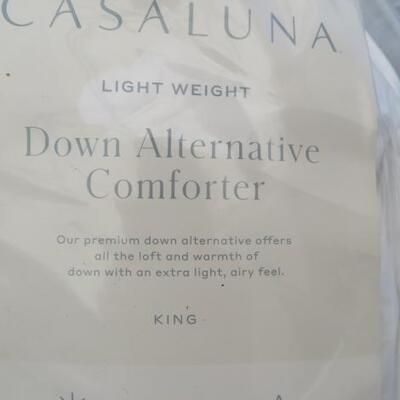 CASALUNA
LIGHT WEIGHT
Down Alternative
Comforter
Our premium down alternative offers
all the loft and warmth of
down with an extra light, airy feel.
KING